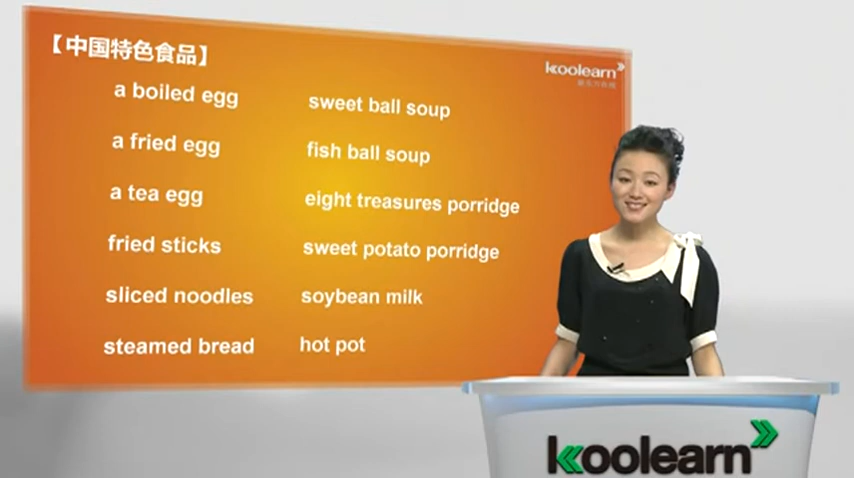 【中国特色食品】
koolearn
a boiled egg
sweet ball soup
a fried egg
fish ball soup
a tea egg
eight treasures porridge
fried sticks
sweet potato porridge
sliced noodles
soybean milk
steamed bread
hot pot
koolearn